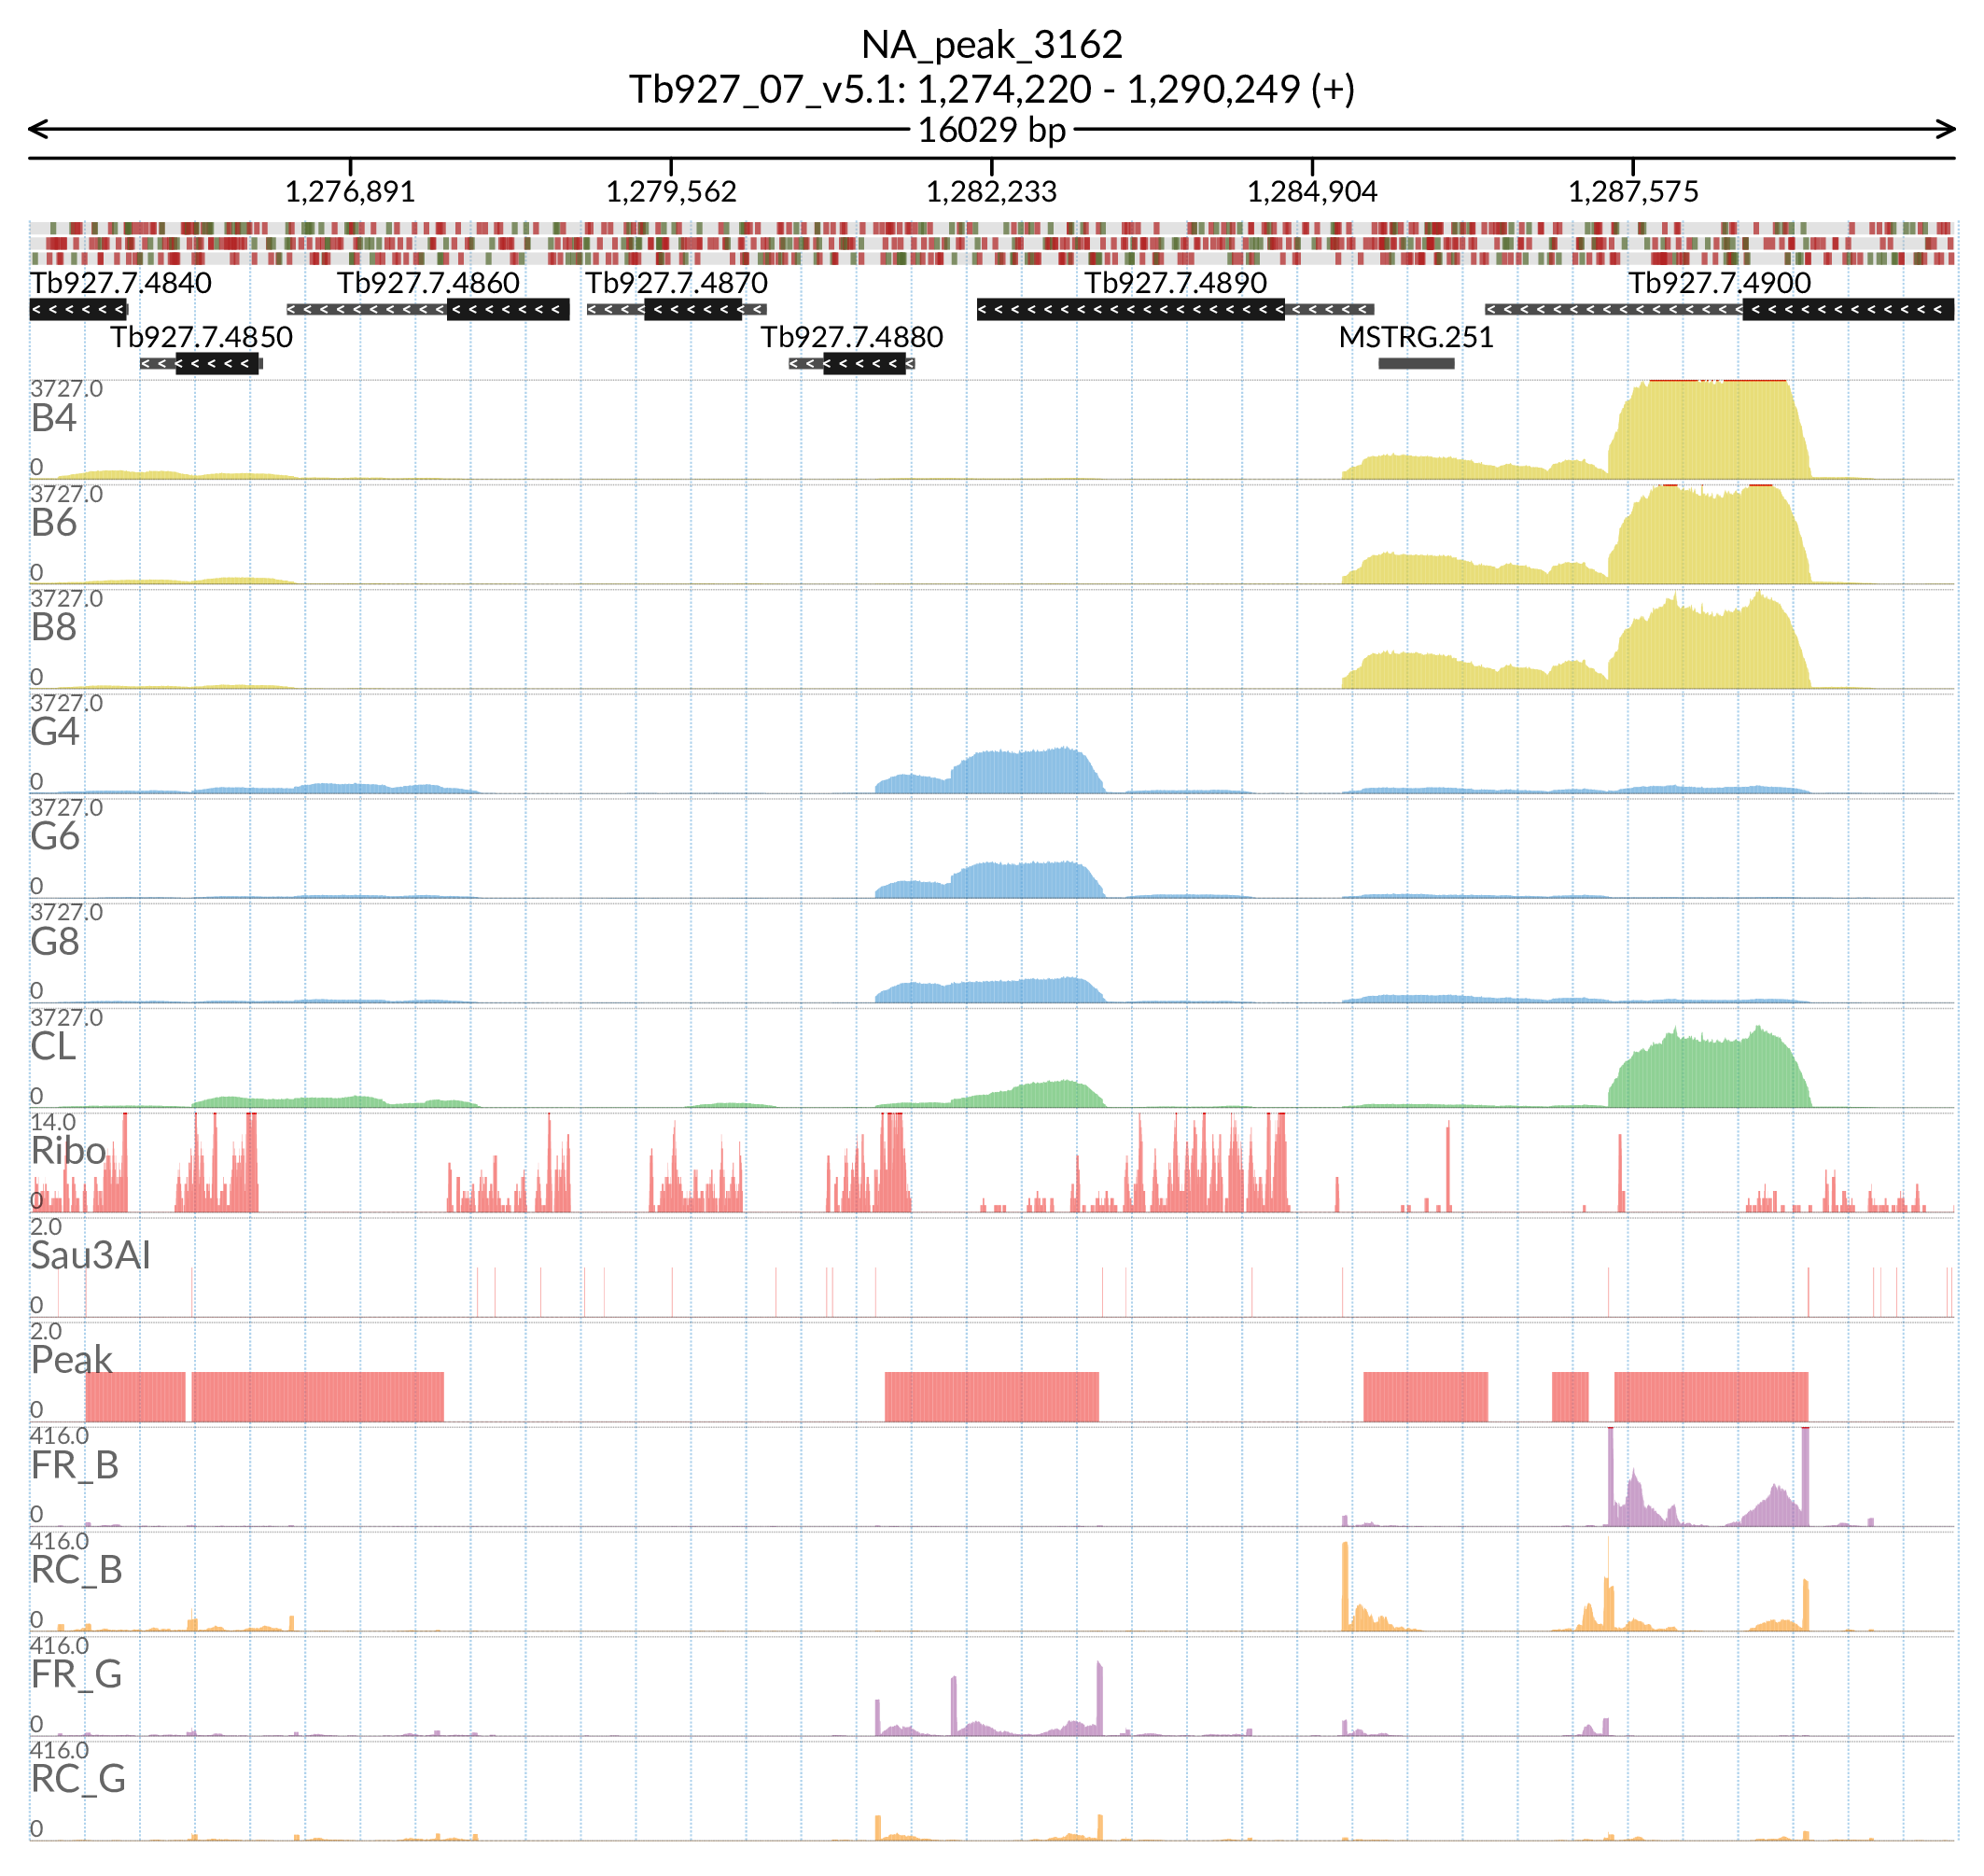 NA_peak_3162
Tb927_07_v5.1: 1,274,220 - 1,290,249 (+)
16029 bp
1,276,891 1,279,562 1,282,233 1,284,904 1,287,575
Tb927.7.4840 Tb927.7.4860 Tb927.7.4870 Tb927.7.4890 Tb927.7.4900
Tb927.7.4850 Tb927.7.4880 MSTRG.251
3727.0
B4
0
3727.0
B6
0
3727.0
B8
0
3727.0
G4
0
3727.0
G6
0
3727.0
G8
0
3727.0
CL
0
14.0
Ribo
0
2.0
Sau3AI
0
2.0
Peak
0
416.0
FR_B
0
416.0
RC_B
0
416.0
FR_G
0
416.0
RC_G
0